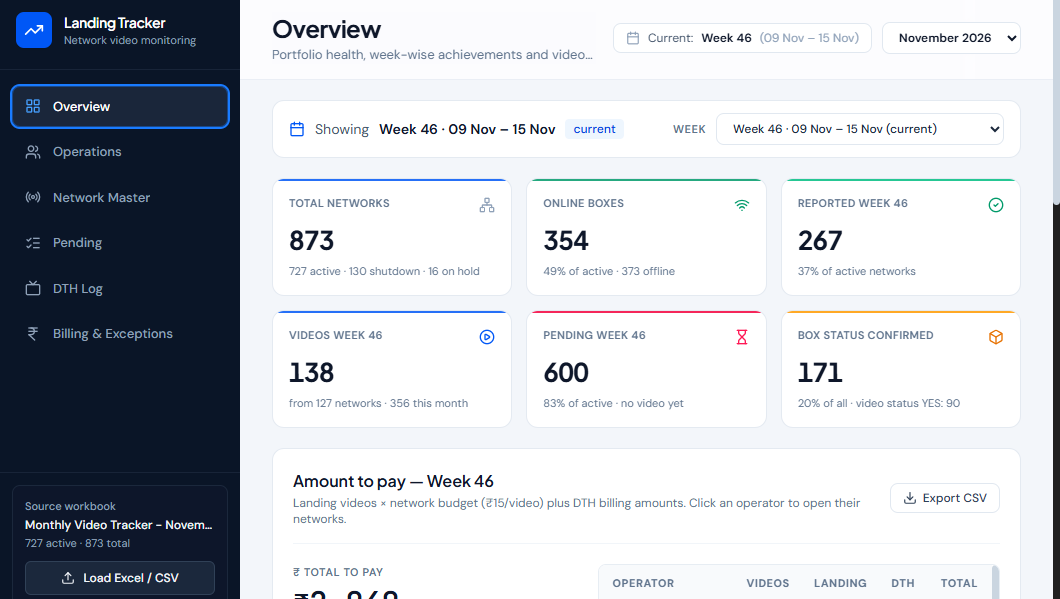 LandingTracker
Network video monitoring
Overview
Operations
Network Master
Pending
DTH Log
Billing & Exceptions
Source workbook
Monthly Video Tracker - Novem...
727 active · 873 total
Load Excel / CSV
Overview
Portfolio health, week-wise achievements and video...
Current: Week 46 (09 Nov – 15 Nov)
November 2026
Showing Week 46 · 09 Nov – 15 Nov current
WEEK
Week 46 · 09 Nov – 15 Nov (current)
TOTAL NETWORKS
873
727 active · 130 shutdown · 16 on hold
ONLINE BOXES
354
49% of active · 373 offline
REPORTED WEEK 46
267
37% of active networks
VIDEOS WEEK 46
138
from 127 networks · 356 this month
PENDING WEEK 46
600
83% of active · no video yet
BOX STATUS CONFIRMED
171
20% of all · video status YES: 90
Amount to pay — Week 46
Landing videos × network budget (₹15/video) plus DTH billing amounts. Click an operator to open their
networks.
Export CSV
₹ TOTAL TO PAY
OPERATOR VIDEOS LANDING DTH TOTAL